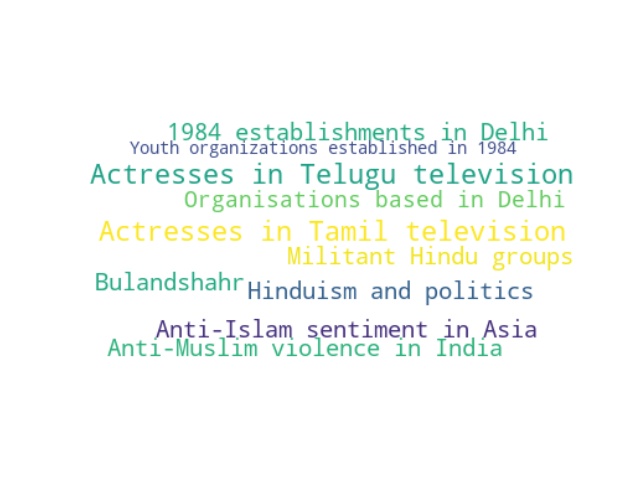 1984 establishments in Delhi
Youth organizations established in 1984
Actresses in Telugu television
Organisations based in Delhi
Actresses in Tamil television
Militant Hindu groups
Bulandshahr
Hinduism and politics
Anti-Islam sentiment in Asia
Anti-Muslim violence in India